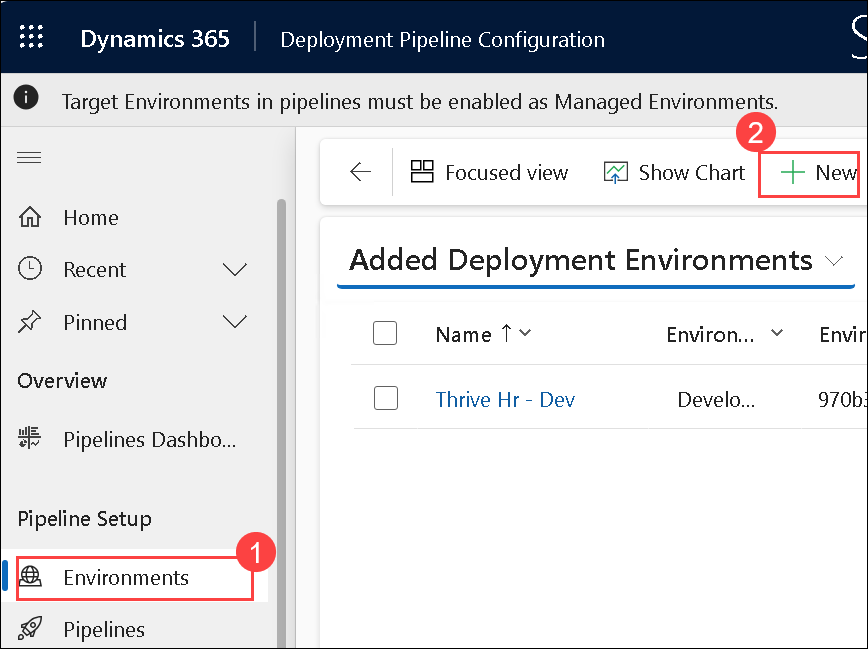 Dynamics 365 Deployment Pipeline Configuration
Target Environments in pipelines must be enabled as Managed Environments.
2
Focused view Show Chart New
Home
Recent
Pinned
Overview
Pipelines Dashbo...
Pipeline Setup
1
Environments
Pipelines
Added Deployment Environments
Name ↑ Environ... Envir
Thrive Hr - Dev Develo... 970b3